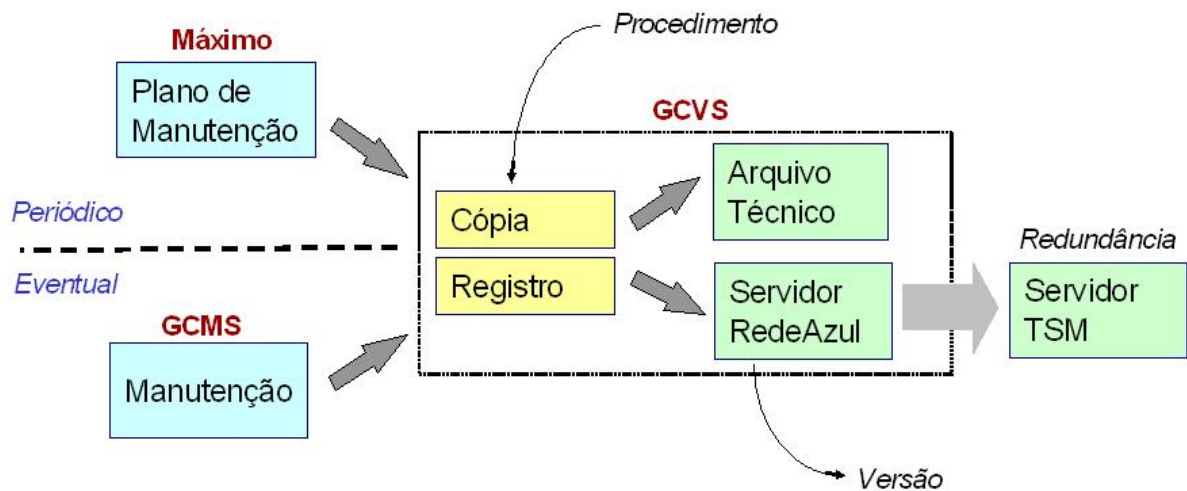 Procedimento
Máximo
Plano de
Manutenção
GCVS
Arquivo
Técnico
Periódico
Cópia
Redundância
Eventual
Registro
Servidor
RedeAzul
Servidor
TSM
GCMS
Manutenção
Versão